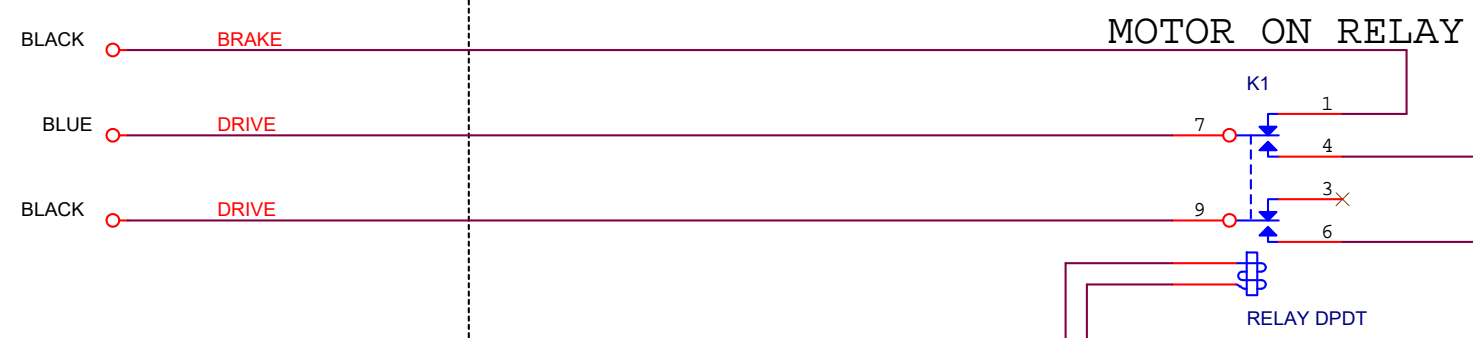 MOTOR ON RELAY
BLACK BRAKE
K1
1
BLUE DRIVE 7
4
3
BLACK DRIVE 9
6
RELAY DPDT